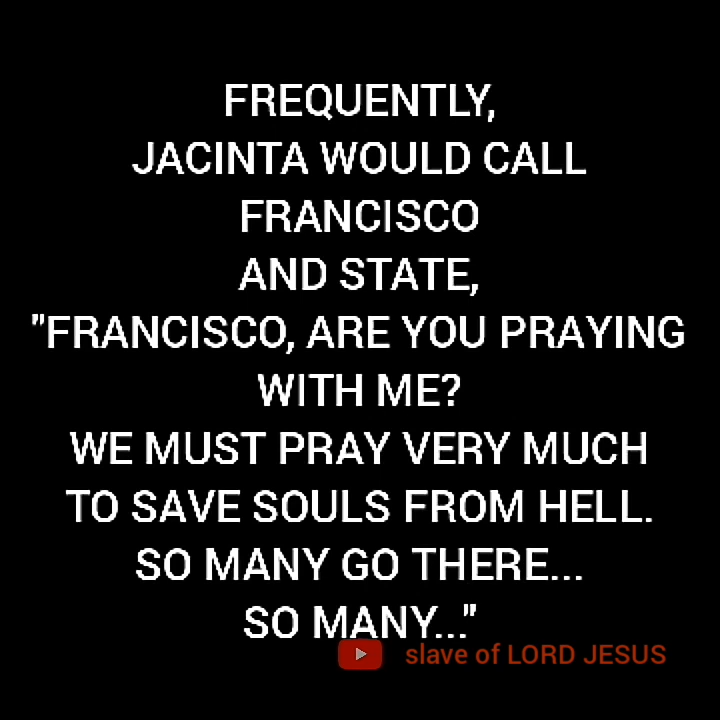 FREQUENTLY,
JACINTA WOULD CALL
FRANCISCO
AND STATE,
"FRANCISCO, ARE YOU PRAYING
WITH ME?
WE MUST PRAY VERY MUCH
TO SAVE SOULS FROM HELL.
SO MANY GO THERE...
SO MANY..."
slave of LORD JESUS